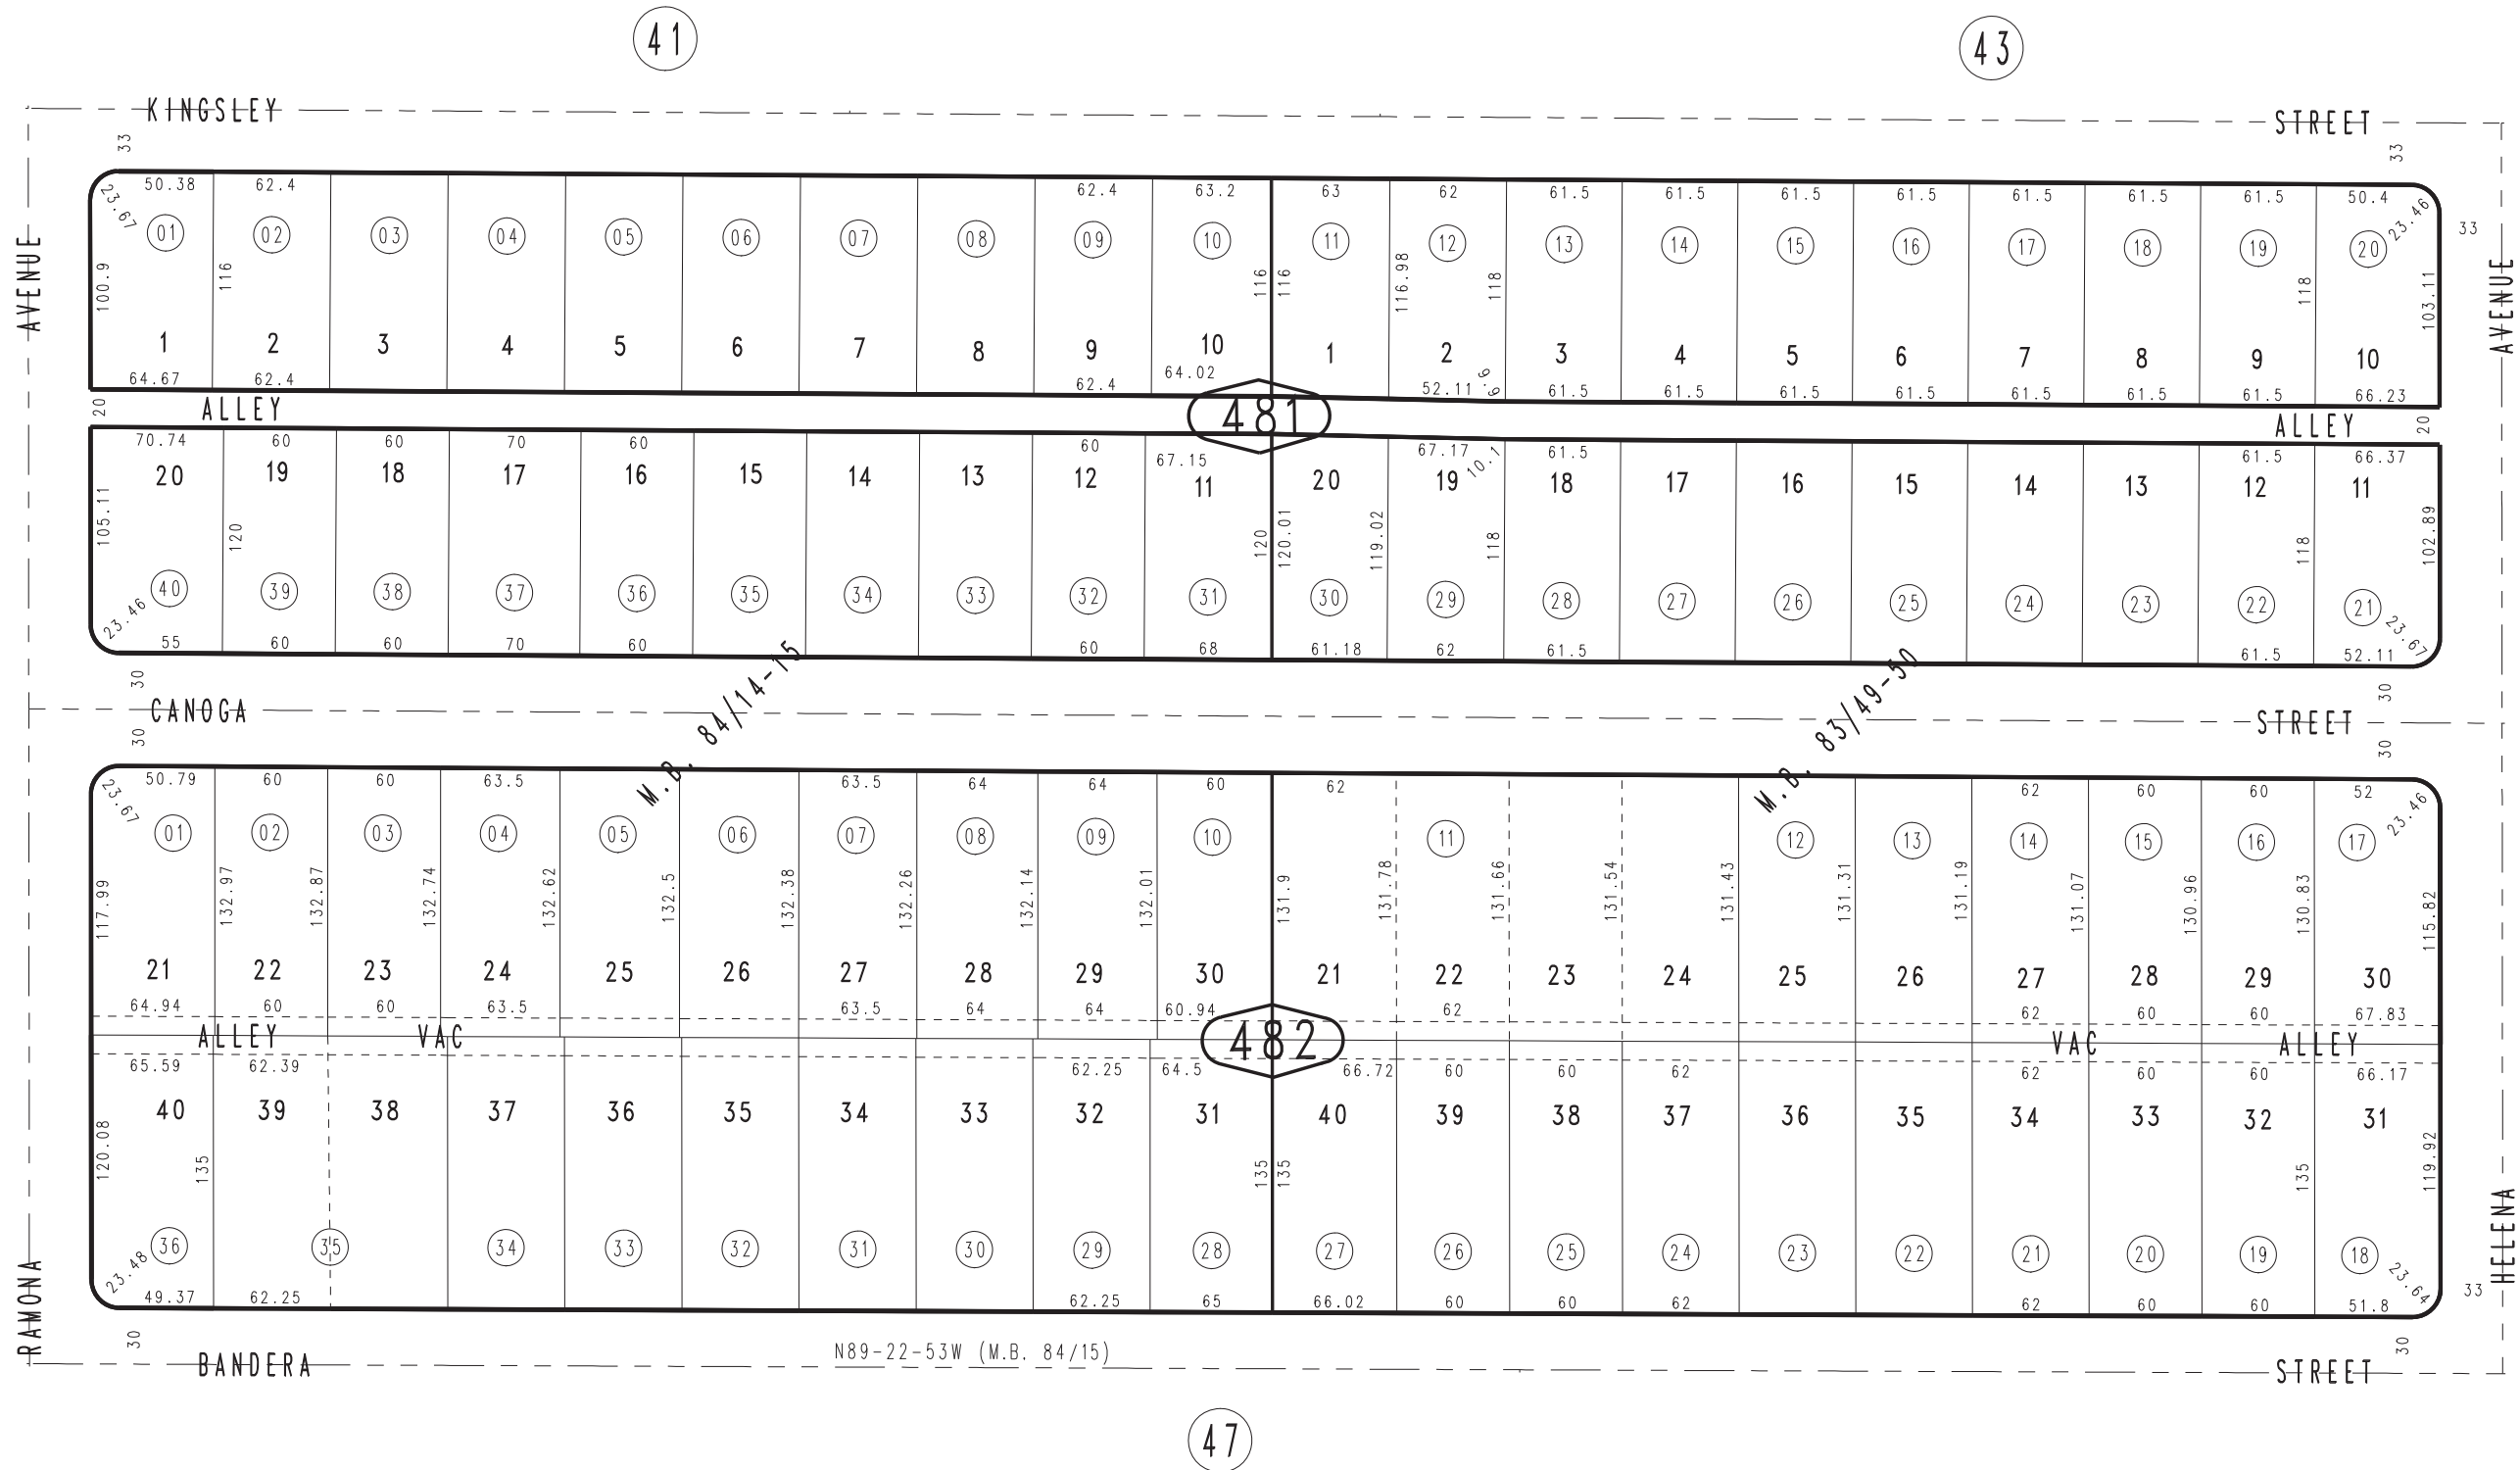 41 43
KINGSLEY STREET
33 33
50.38 62.4 62.4 63.2 63 62 61.5 61.5 61.5 61.5 61.5 61.5 61.5 50.4
23.67 23.46 33
01 02 03 04 05 06 07 08 09 10 11 12 13 14 15 16 17 18 19 20
AVENUE AVENUE
100.9 116 116 116 116.98 118 118 103.11
1 2 3 4 5 6 7 8 9 10 1 2 3 4 5 6 7 8 9 10
64.67 62.4 62.4 64.02 52.11 9.9 61.5 61.5 61.5 61.5 61.5 61.5 61.5 66.23
20 ALLEY 481 ALLEY 20
70.74 60 60 70 60 60 67.15 67.17 10.1 61.5 61.5 66.37
20 19 18 17 16 15 14 13 12 11 20 19 18 17 16 15 14 13 12 11
105.11 120 120 120.01 119.02 118 118 102.89
40 39 38 37 36 35 34 33 32 31 30 29 28 27 26 25 24 23 22 21
23.46 23.67
55 60 60 70 60 60 68 61.18 62 61.5 61.5 52.11
30 30
M.B. 84/14-15 M.B. 83/49-50
CANOGA STREET
30 30
50.79 60 60 63.5 63.5 64 64 60 62 62 60 60 52
23.67 23.46
01 02 03 04 05 06 07 08 09 10 11 12 13 14 15 16 17
117.99 132.97 132.87 132.74 132.62 132.5 132.38 132.26 132.14 132.01 131.9 131.78 131.66 131.54 131.43 131.31 131.19 131.07 130.96 130.83 115.82
21 22 23 24 25 26 27 28 29 30 21 22 23 24 25 26 27 28 29 30
64.94 60 60 63.5 63.5 64 64 60.94 62 62 60 60 67.83
ALLEY VAC 482 VAC ALLEY
65.59 62.39 62.25 64.5 66.72 60 60 62 62 60 60 66.17
40 39 38 37 36 35 34 33 32 31 40 39 38 37 36 35 34 33 32 31
120.08 135 135 135 135 119.92
36 35 34 33 32 31 30 29 28 27 26 25 24 23 22 21 20 19 18
23.48 23.64
49.37 62.25 62.25 65 66.02 60 60 62 62 60 60 51.8
RAMONA HELENA
33
30 30
N89-22-53W (M.B. 84/15)
BANDERA STREET
47